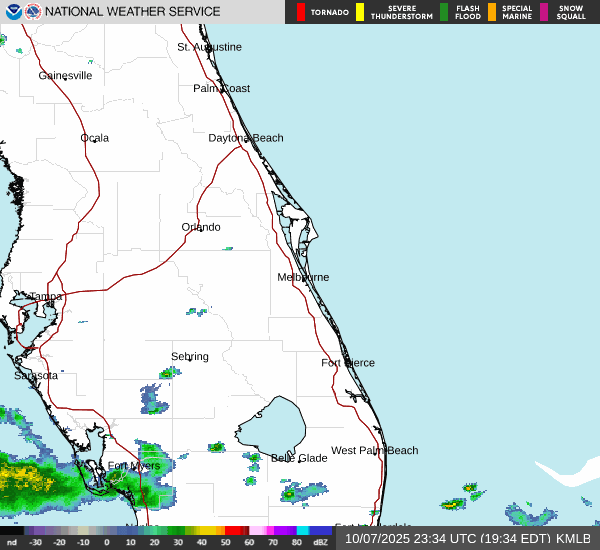 NATIONAL WEATHER SERVICE
TORNADO
SEVERE
THUNDERSTORM
FLASH
FLOOD
SPECIAL
MARINE
SNOW
SQUALL
St. Augustine
Gainesville
Palm Coast
Ocala
Daytona Beach
Orlando
Melbourne
Tampa
Sebring
Fort Pierce
Sarasota
West Palm Beach
Belle Glade
Fort Myers
nd -30 -20 -10 0 10 20 30 40 50 60 70 80 dBZ
10/07/2025 23:34 UTC (19:34 EDT) KMLB